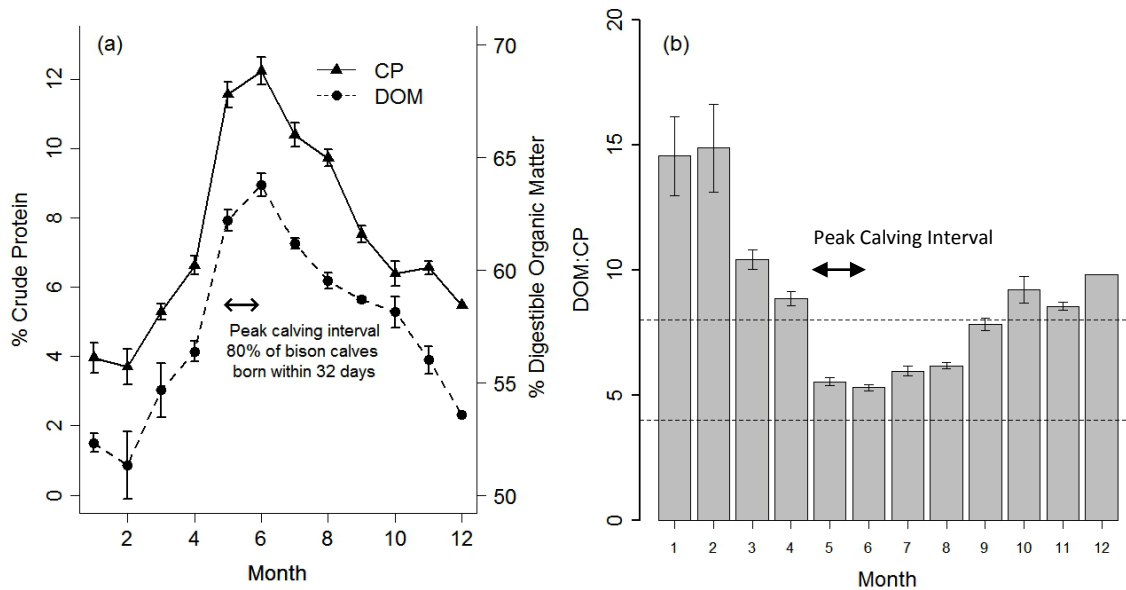 (a)
CP
DOM
% Crude Protein
0
2
4
6
8
10
12
% Digestible Organic Matter
50
55
60
65
70
Peak calving interval
80% of bison calves
born within 32 days
2 4 6 8 10 12
Month
(b)
DOM:CP
0
5
10
15
20
Peak Calving Interval
1 2 3 4 5 6 7 8 9 10 11 12
Month